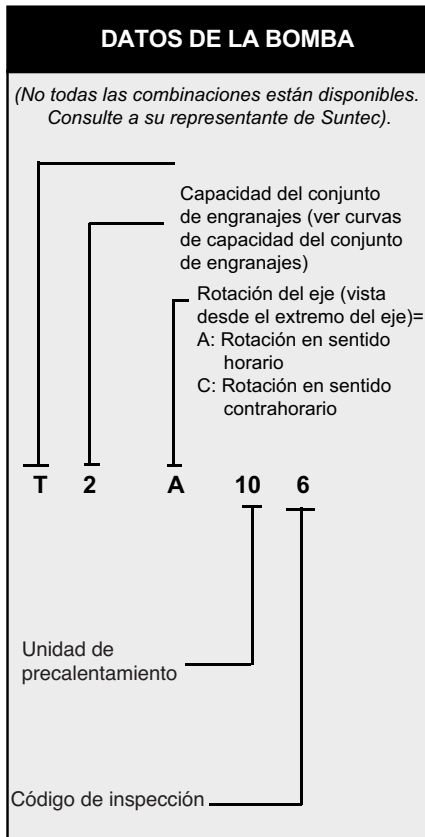 DATOS DE LA BOMBA
(No todas las combinaciones están disponibles.
Consulte a su representante de Suntec).
Capacidad del conjunto
de engranajes (ver curvas
de capacidad del conjunto
de engranajes)
Rotación del eje (vista
desde el extremo del eje)=
A: Rotación en sentido
horario
C: Rotación en sentido
contrahorario
T 2 A 10 6
Unidad de
precalentamiento
Código de inspección